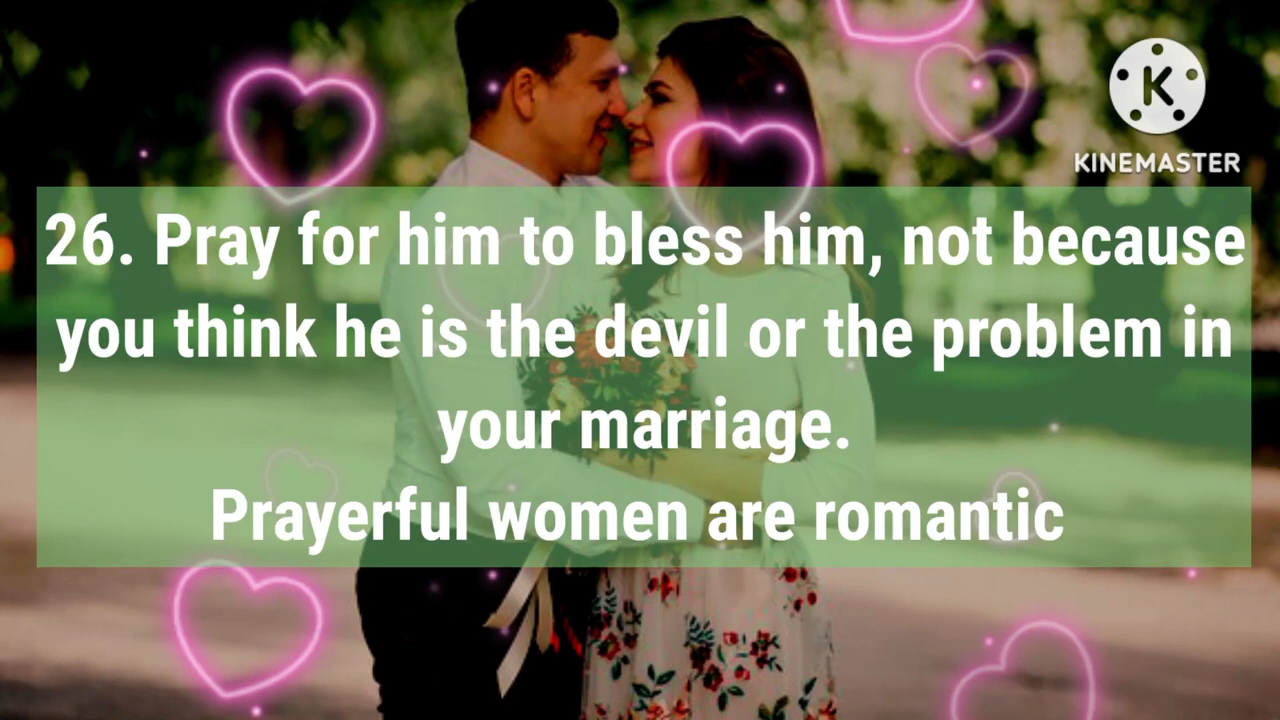 KINEMASTER
26. Pray for him to bless him, not because
you think he is the devil or the problem in
your marriage.
Prayerful women are romantic